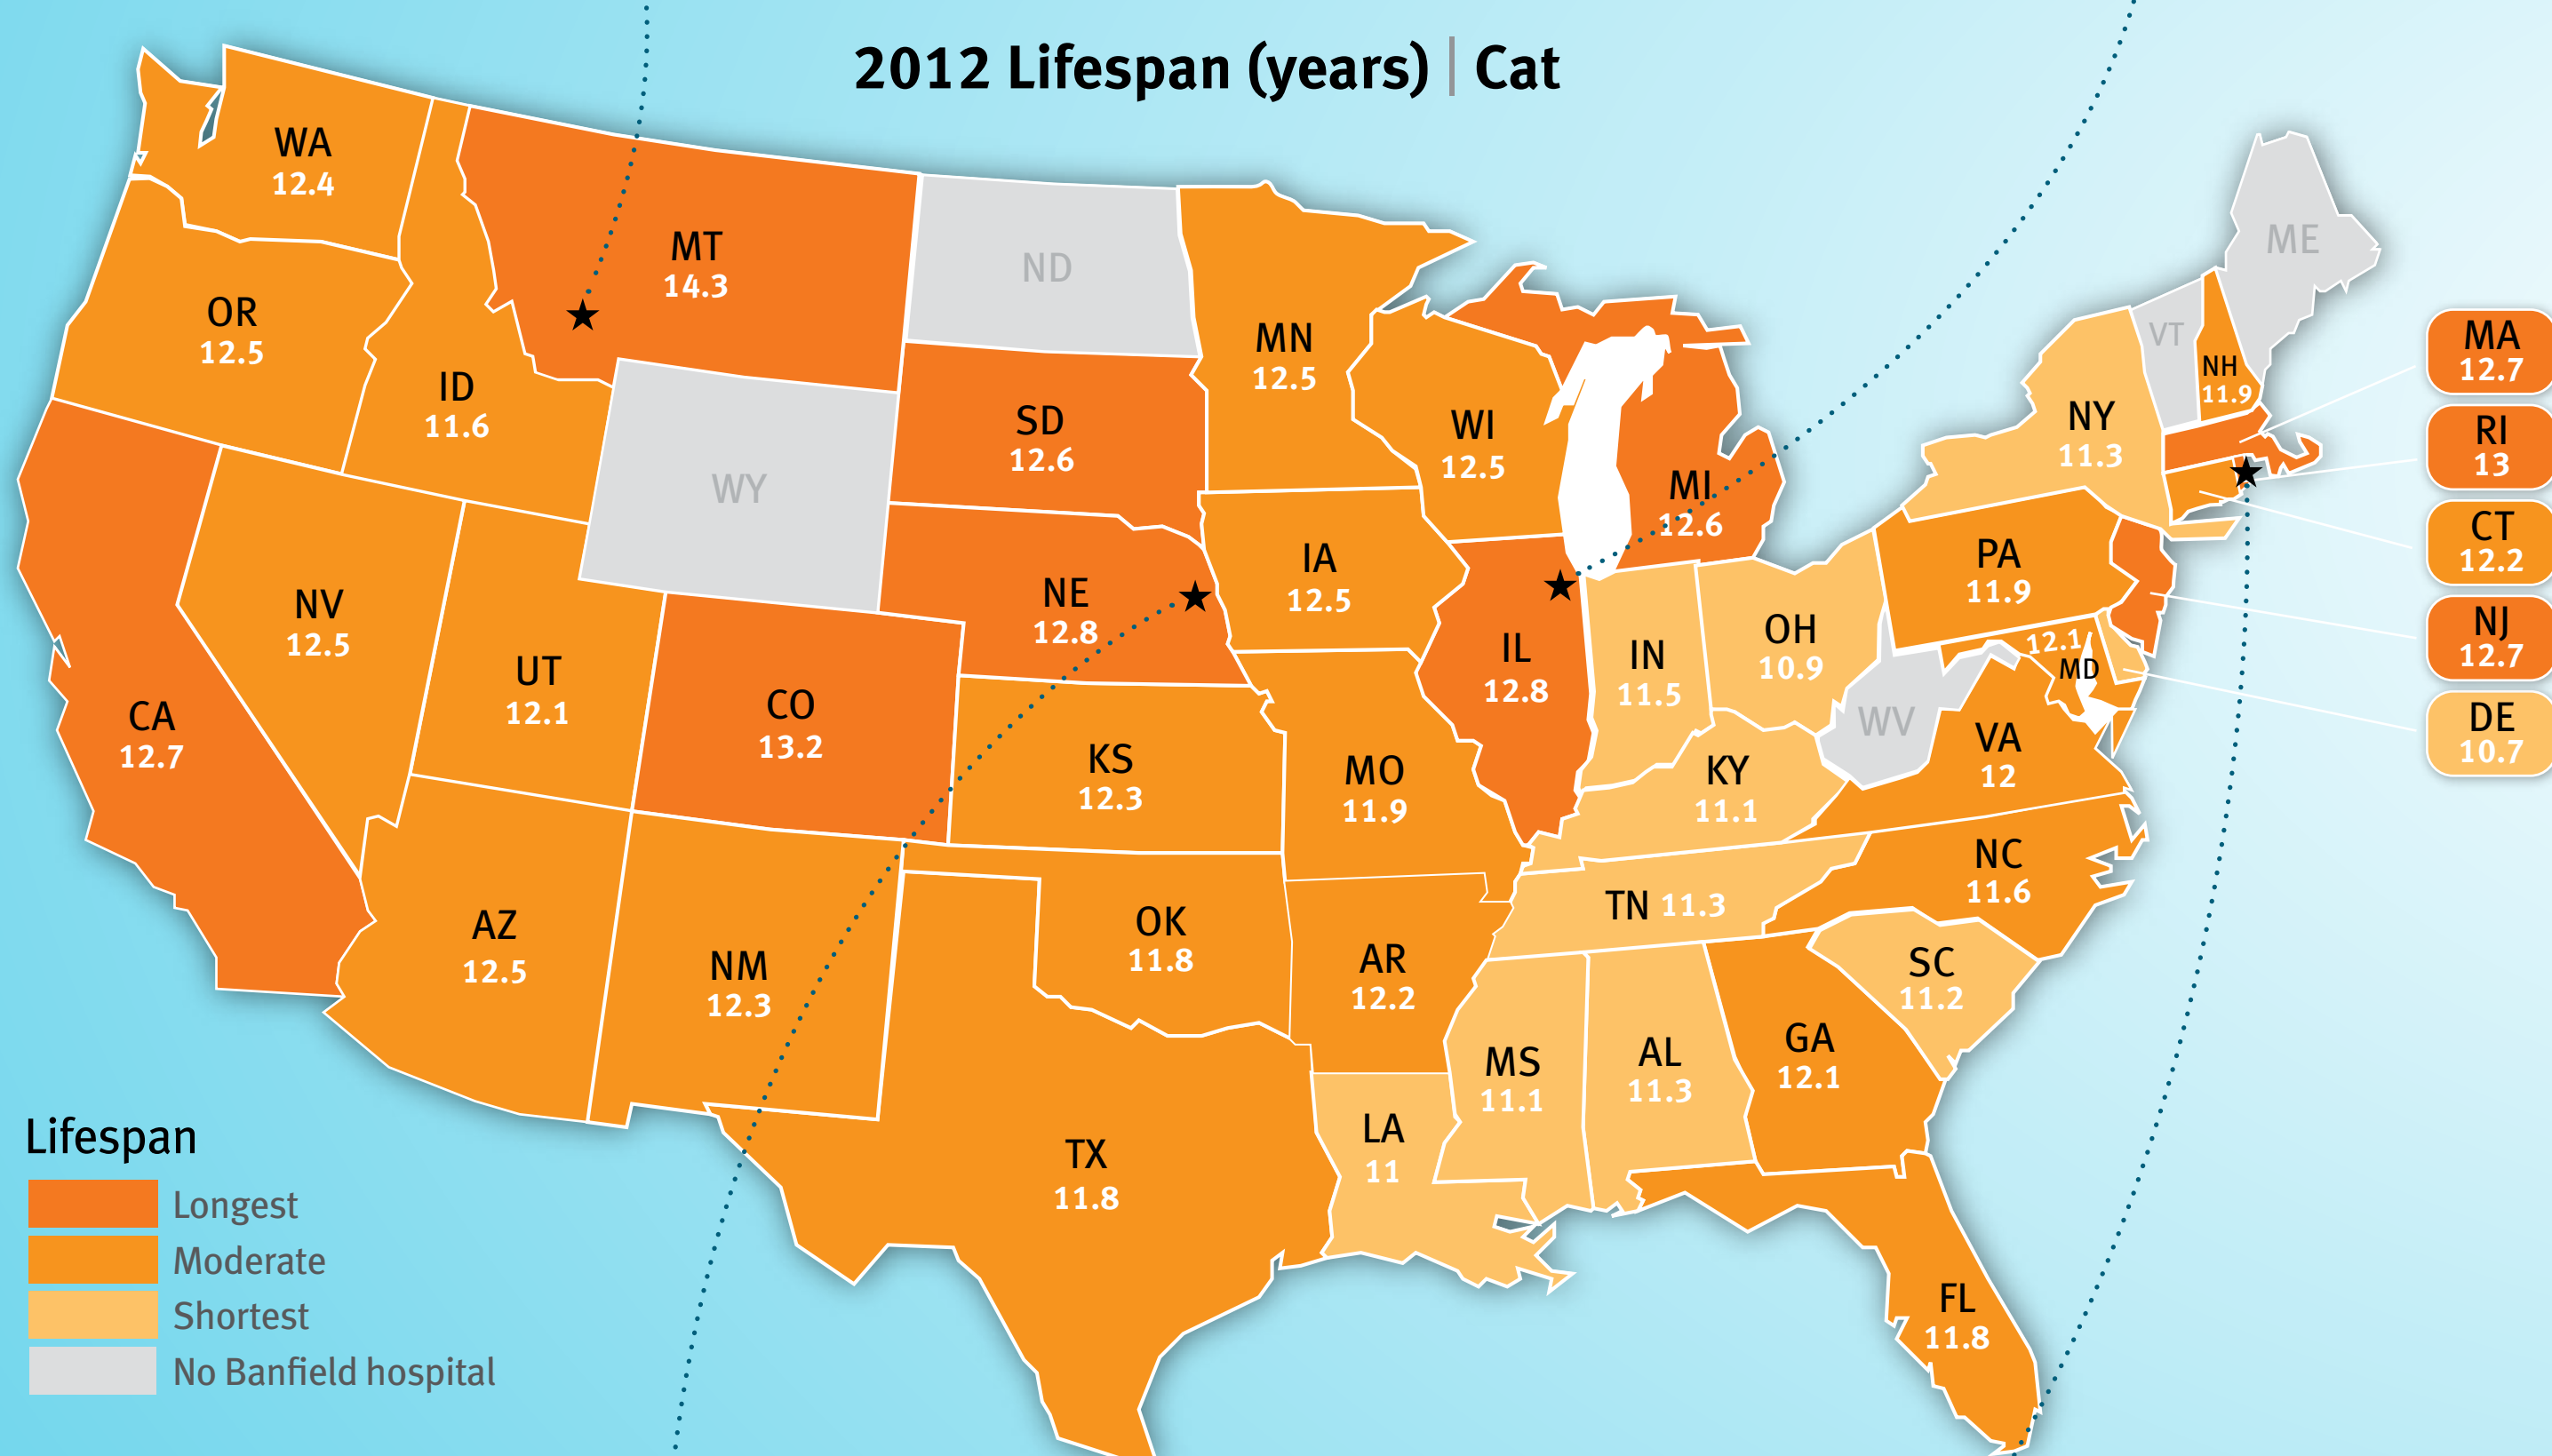 2012 Lifespan (years) | Cat
WA
12.4
OR
12.5
ID
11.6
MT
14.3
ND
WY
SD
12.6
NE
12.8
MN
12.5
WI
12.5
IA
12.5
MI
12.6
IL
12.8
IN
11.5
OH
10.9
NY
11.3
VT
NH
11.9
ME
MA
12.7
RI
13
CT
12.2
NJ
12.7
DE
10.7
PA
11.9
12.1
MD
WV
VA
12
CA
12.7
NV
12.5
UT
12.1
CO
13.2
KS
12.3
MO
11.9
KY
11.1
NC
11.6
TN 11.3
AZ
12.5
NM
12.3
OK
11.8
AR
12.2
SC
11.2
MS
11.1
AL
11.3
GA
12.1
LA
11
TX
11.8
FL
11.8
Lifespan
Longest
Moderate
Shortest
No Banfield hospital